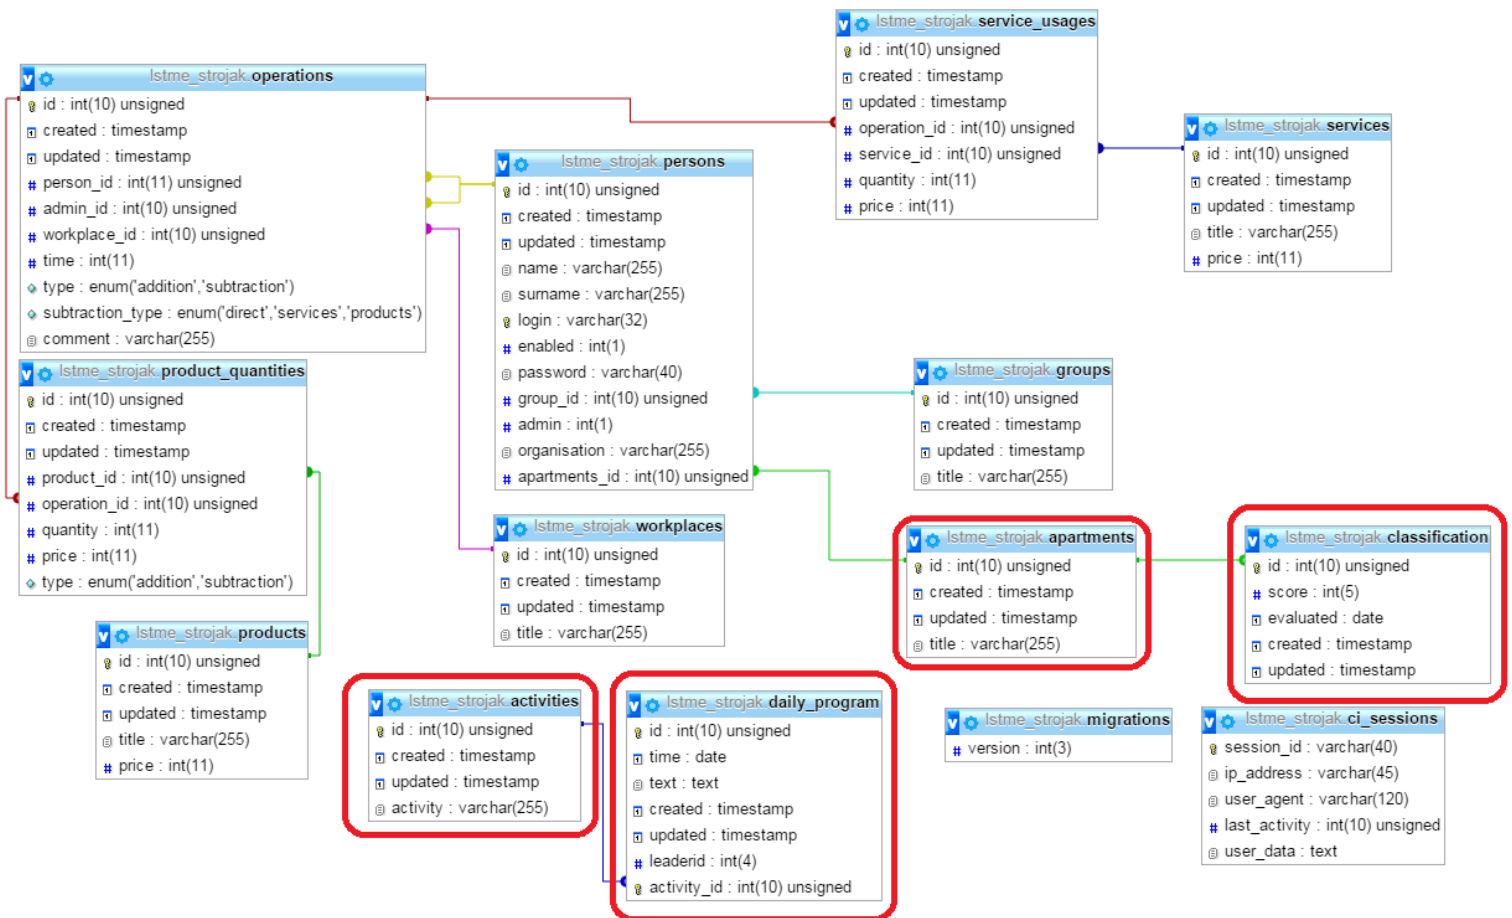 lstme_strojak.service_usages
id : int(10) unsigned
created : timestamp
updated : timestamp
operation_id : int(10) unsigned
service_id : int(10) unsigned
quantity : int(11)
price : int(11)
lstme_strojak.operations
id : int(10) unsigned
created : timestamp
updated : timestamp
person_id : int(11) unsigned
admin_id : int(10) unsigned
workplace_id : int(10) unsigned
time : int(11)
type : enum('addition','subtraction')
subtraction_type : enum('direct','services','products')
comment : varchar(255)
lstme_strojak.services
id : int(10) unsigned
created : timestamp
updated : timestamp
title : varchar(255)
price : int(11)
lstme_strojak.persons
id : int(10) unsigned
created : timestamp
updated : timestamp
name : varchar(255)
surname : varchar(255)
login : varchar(32)
enabled : int(1)
password : varchar(40)
group_id : int(10) unsigned
admin : int(1)
organisation : varchar(255)
apartments_id : int(10) unsigned
lstme_strojak.product_quantities
id : int(10) unsigned
created : timestamp
updated : timestamp
product_id : int(10) unsigned
operation_id : int(10) unsigned
quantity : int(11)
price : int(11)
type : enum('addition','subtraction')
lstme_strojak.groups
id : int(10) unsigned
created : timestamp
updated : timestamp
title : varchar(255)
lstme_strojak.workplaces
id : int(10) unsigned
created : timestamp
updated : timestamp
title : varchar(255)
lstme_strojak.apartments
id : int(10) unsigned
created : timestamp
updated : timestamp
title : varchar(255)
lstme_strojak.classification
id : int(10) unsigned
score : int(5)
evaluated : date
created : timestamp
updated : timestamp
lstme_strojak.products
id : int(10) unsigned
created : timestamp
updated : timestamp
title : varchar(255)
price : int(11)
lstme_strojak.activities
id : int(10) unsigned
created : timestamp
updated : timestamp
activity : varchar(255)
lstme_strojak.daily_program
id : int(10) unsigned
time : date
text : text
created : timestamp
updated : timestamp
leaderid : int(4)
activity_id : int(10) unsigned
lstme_strojak.migrations
version : int(3)
lstme_strojak.ci_sessions
session_id : varchar(40)
ip_address : varchar(45)
user_agent : varchar(120)
last_activity : int(10) unsigned
user_data : text